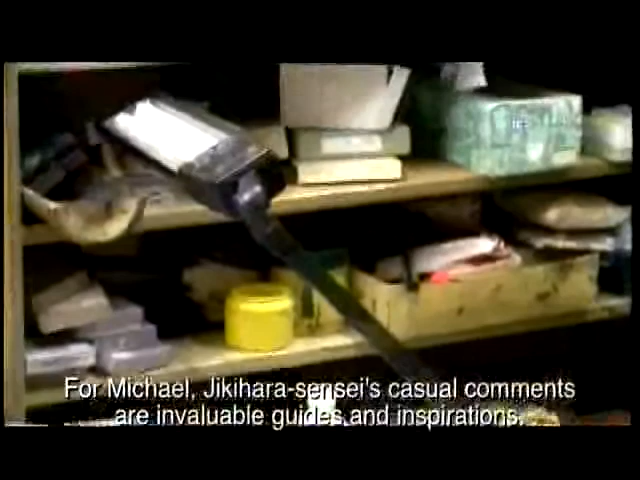 For Michael, Jikihara-sensei's casual comments
are invaluable guides and inspirations.